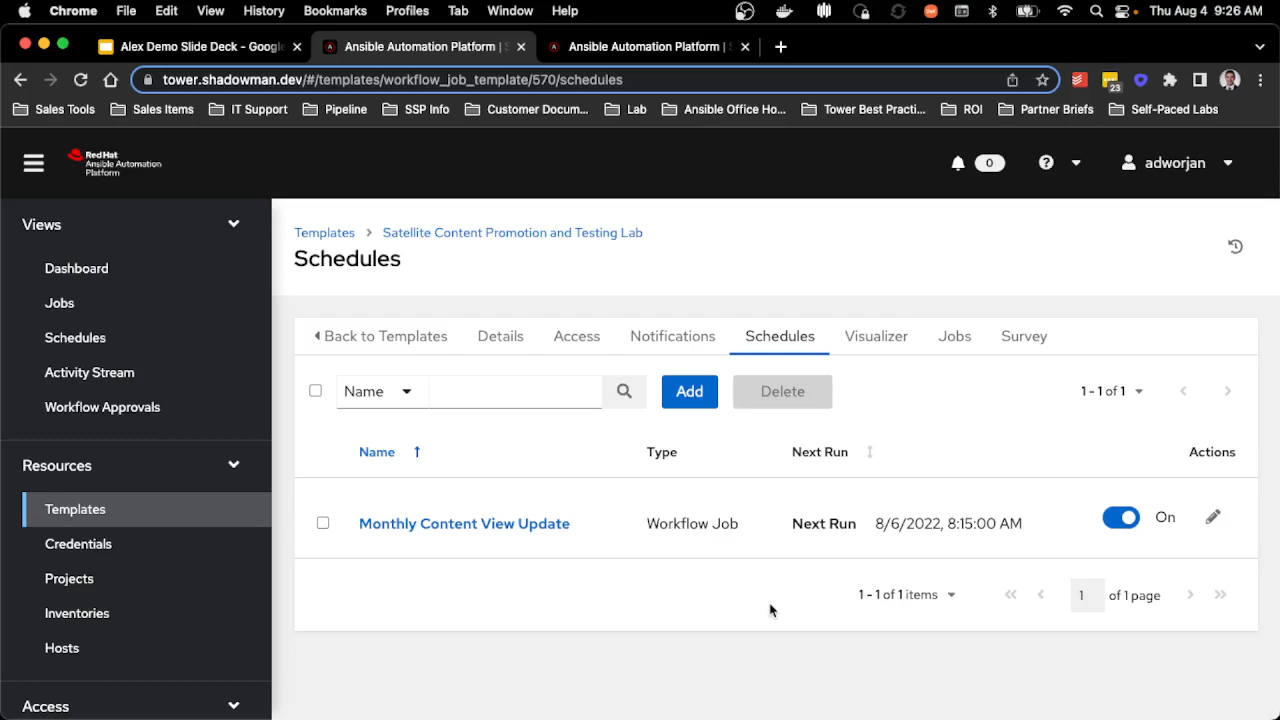 Chrome File Edit View History Bookmarks Profiles Tab Window Help Thu Aug 4 9:26 AM
Alex Demo Slide Deck - Google Ansible Automation Platform | S Ansible Automation Platform | S
tower.shadowman.dev/#/templates/workflow_job_template/570/schedules 23
Sales Tools Sales Items IT Support Pipeline SSP Info Customer Docum... Lab Ansible Office Ho... Tower Best Practi... ROI Partner Briefs Self-Paced Labs
Red Hat
Ansible Automation
Platform
0 ? adworjan
Views
Dashboard
Jobs
Schedules
Activity Stream
Workflow Approvals
Resources
Templates
Credentials
Projects
Inventories
Hosts
Access
Templates > Satellite Content Promotion and Testing Lab
Schedules
Back to Templates Details Access Notifications Schedules Visualizer Jobs Survey
Name Add Delete 1 - 1 of 1
Name Type Next Run Actions
Monthly Content View Update Workflow Job Next Run 8/6/2022, 8:15:00 AM On
1 - 1 of 1 items 1 of 1 page